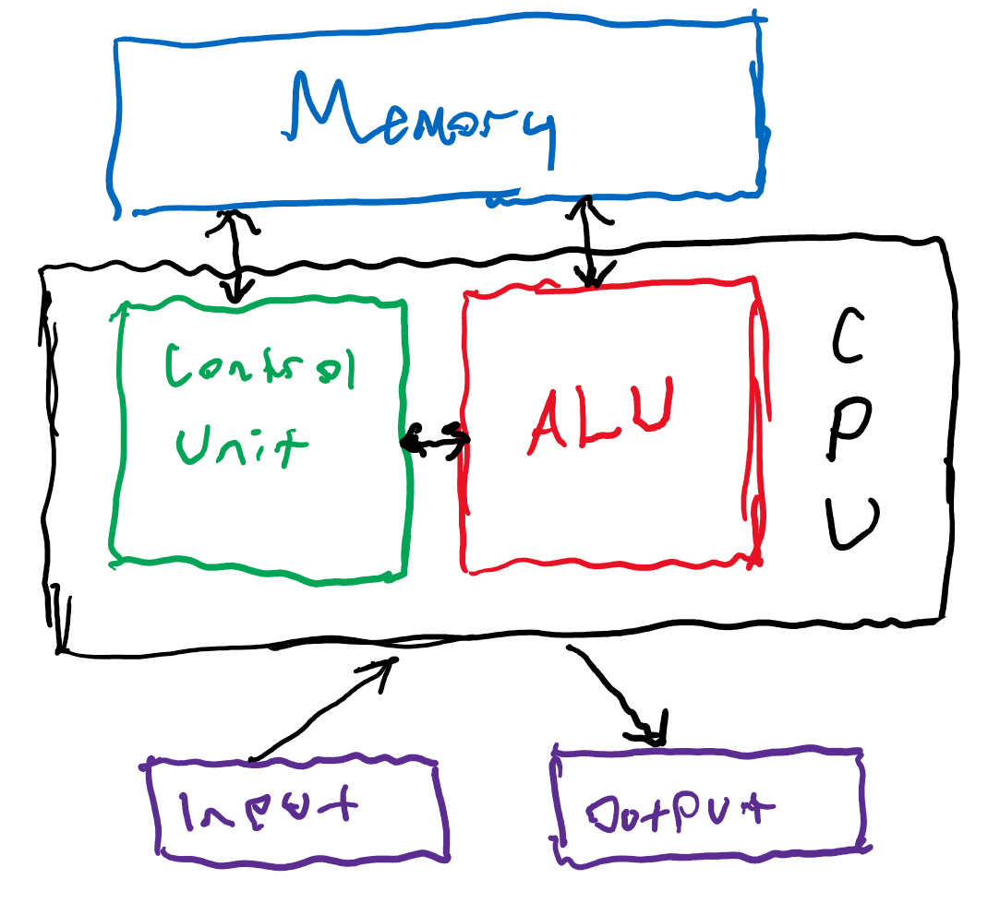 Memory
Control
Unit
ALU
C
P
U
Input
Output